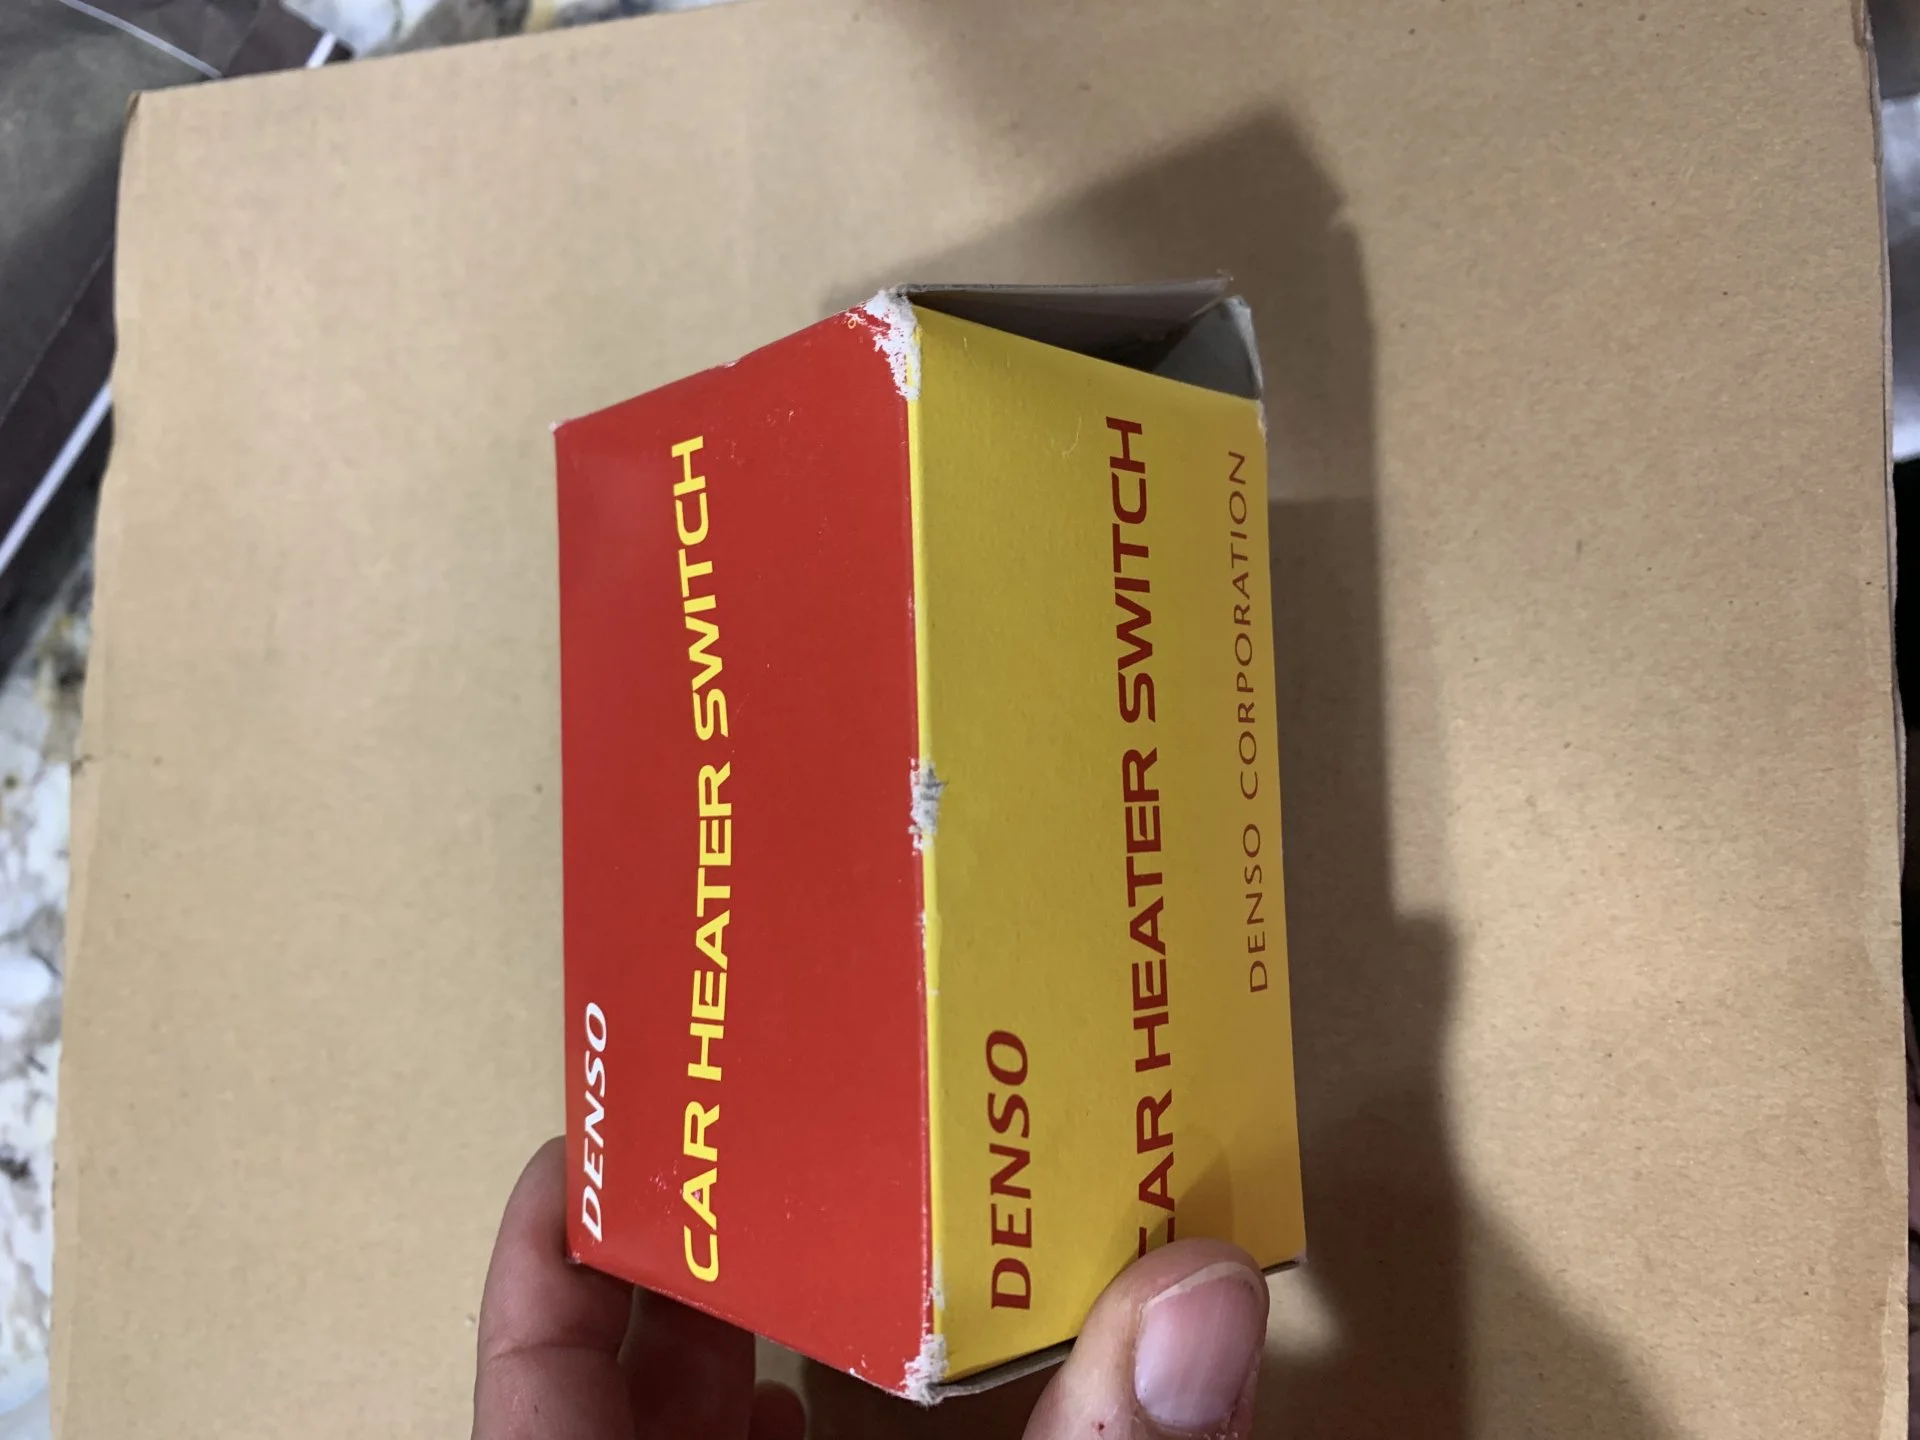 DENSO
CAR HEATER SWITCH
DENSO
CAR HEATER SWITCH
DENSO CORPORATION